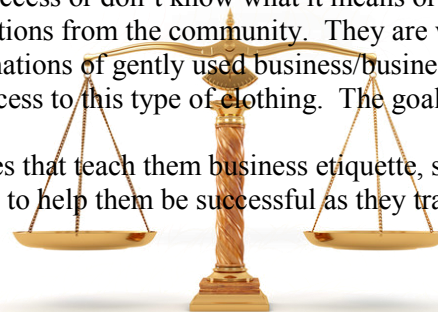 ccess or don't know what it means or
tions from the community. They are
nations of gently used business/busine
cess to this type of clothing. The goal
es that teach them business etiquette, s
to help them be successful as they tra